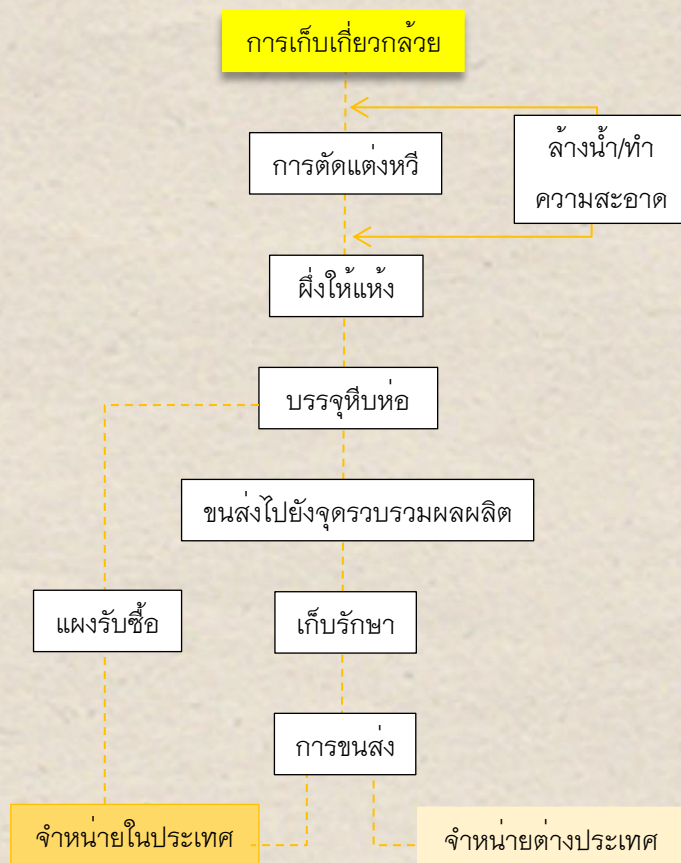 การเก็บเกี่ยวกล้วย
การตัดแต่งหวี
ล้างน้ำ/ทำ
ความสะอาด
ผึ่งให้แห้ง
บรรจุหีบห่อ
ขนส่งไปยังจุดรวบรวมผลผลิต
แผงรับซื้อ
เก็บรักษา
การขนส่ง
จำหน่ายในประเทศ
จำหน่ายต่างประเทศ